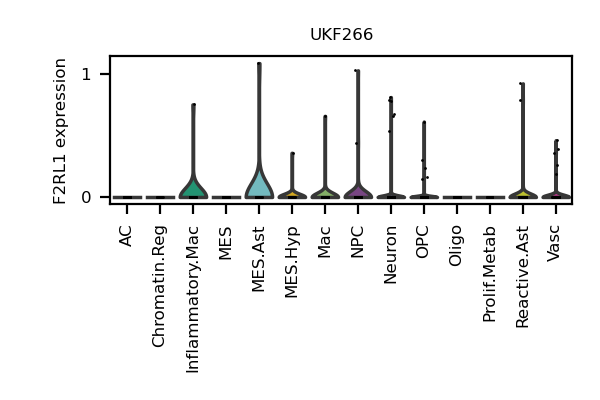 UKF266
F2RL1 expression
1
0
AC
Chromatin.Reg
Inflammatory.Mac
MES
MES.Ast
MES.Hyp
Mac
NPC
Neuron
OPC
Oligo
Prolif.Metab
Reactive.Ast
Vasc